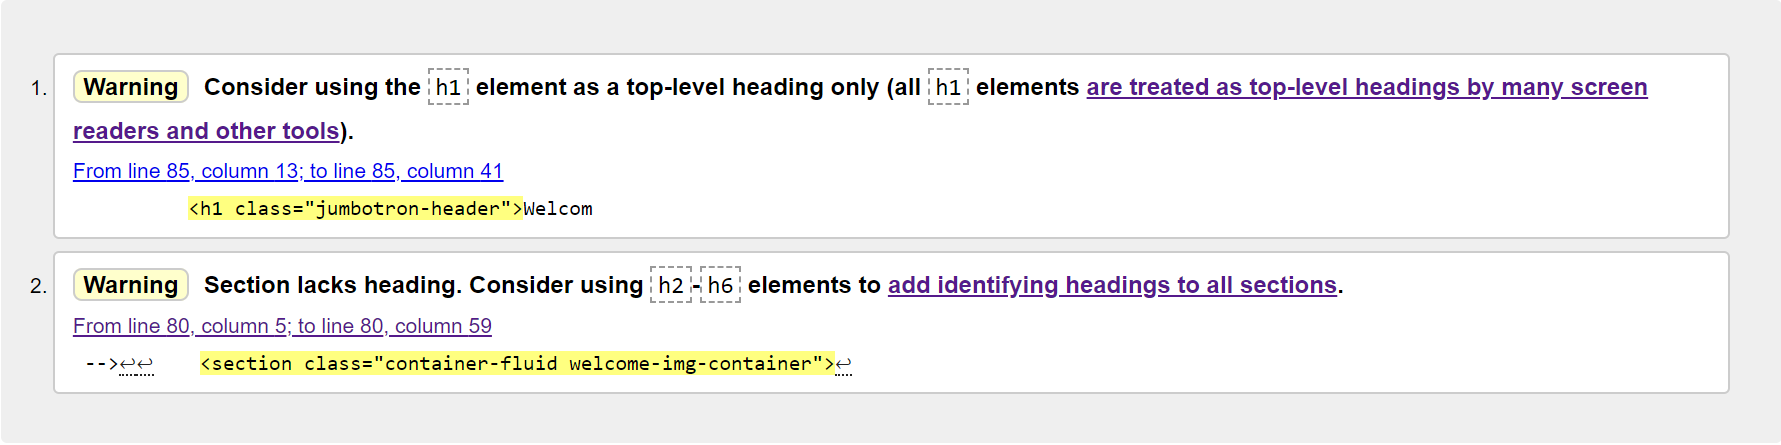 1. Warning Consider using the h1 element as a top-level heading only (all h1 elements are treated as top-level headings by many screen
readers and other tools).
From line 85, column 13; to line 85, column 41
<h1 class="jumbotron-header">Welcom
2. Warning Section lacks heading. Consider using h2-h6 elements to add identifying headings to all sections.
From line 80, column 5; to line 80, column 59
-->↩↩ <section class="container-fluid welcome-img-container">↩